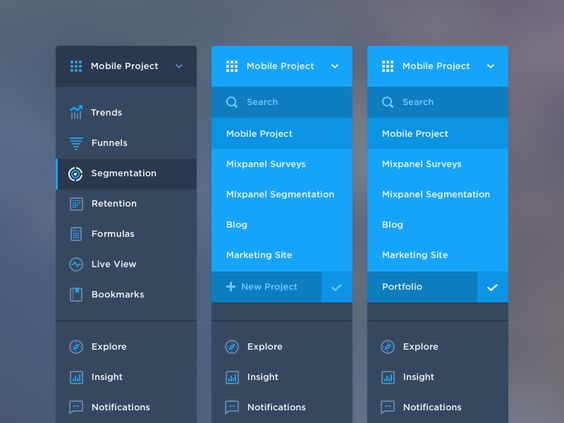 Mobile Project
Trends
Funnels
Segmentation
Retention
Formulas
Live View
Bookmarks
Explore
Insight
Notifications
Mobile Project
Search
Mobile Project
Mixpanel Surveys
Mixpanel Segmentation
Blog
Marketing Site
+ New Project
Explore
Insight
Notifications
Mobile Project
Search
Mobile Project
Mixpanel Surveys
Mixpanel Segmentation
Blog
Marketing Site
Portfolio
Explore
Insight
Notifications